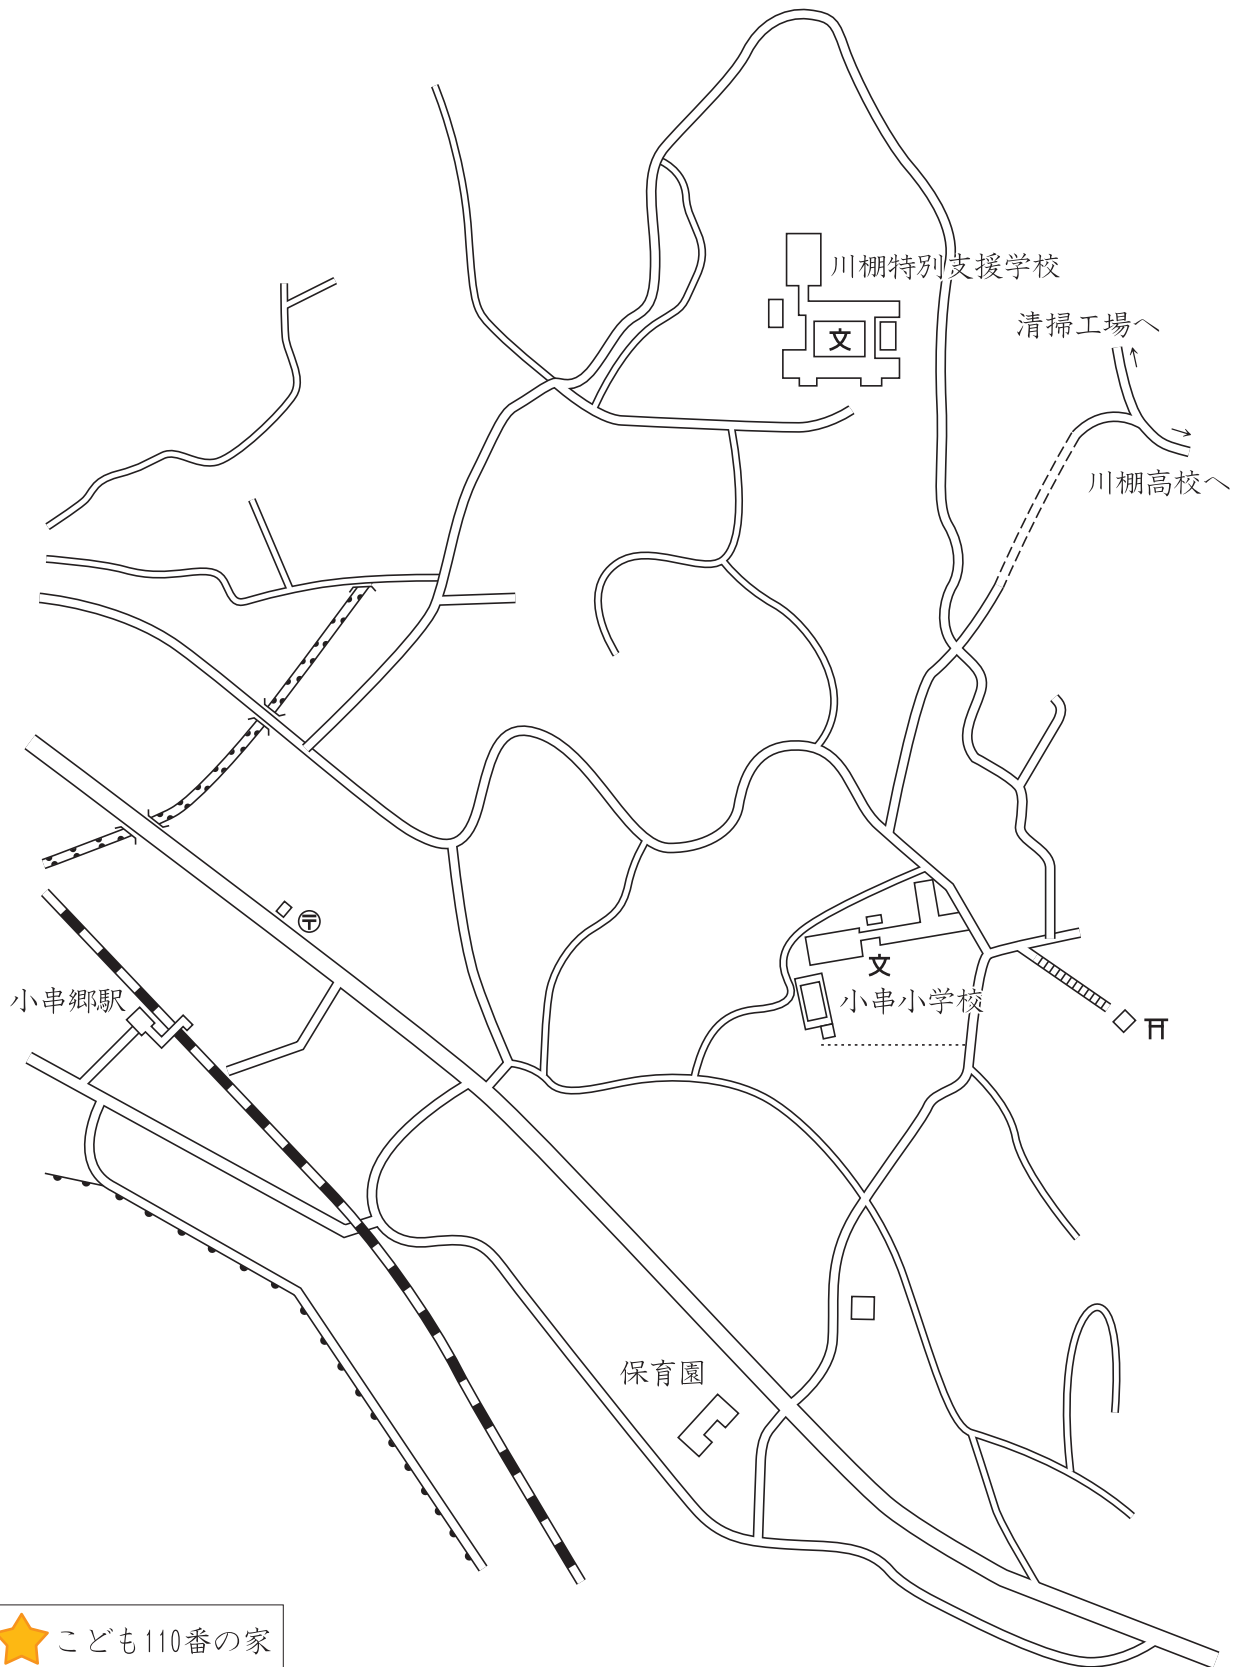 川棚特別支援学校
文
清掃工場へ
川棚高校へ
文
小串郷駅
小串小学校
保育園
こども110番の家